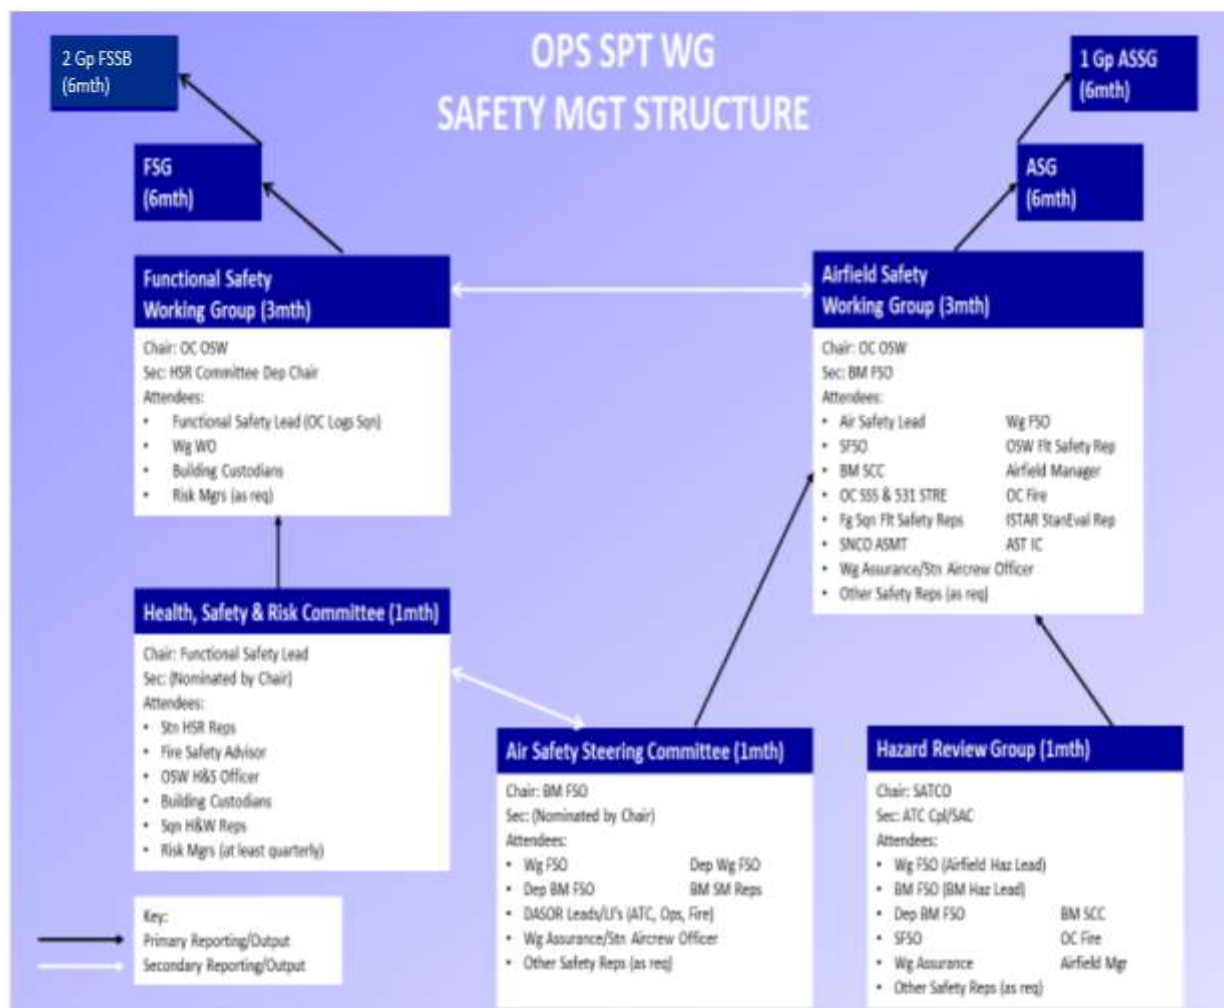 OPS SPT WG
SAFETY MGT STRUCTURE
2 Gp FSSB
(6mth)
1 Gp ASSG
(6mth)
FSG
(6mth)
ASG
(6mth)
Functional Safety
Working Group (3mth)
Chair: OC OSW
Sec: HSR Committee Dep Chair
Attendees:
• Functional Safety Lead (OC Logs Sqn)
• Wg WO
• Building Custodians
• Risk Mgrs (as req)
Airfield Safety
Working Group (3mth)
Chair: OC OSW
Sec: BM FSO
Attendees:
• Air Safety Lead Wg FSO
• SFSO OSW Flt Safety Rep
• BM SCC Airfield Manager
• OC 555 & 531 STRE OC Fire
• Fg Sqn Flt Safety Reps ISTAR StanEval Rep
• SNCO ASMT AST IC
• Wg Assurance/Stn Aircrew Officer
• Other Safety Reps (as req)
Health, Safety & Risk Committee (1mth)
Chair: Functional Safety Lead
Sec: (Nominated by Chair)
Attendees:
• Stn HSR Reps
• Fire Safety Advisor
• OSW H&S Officer
• Building Custodians
• Sqn H&W Reps
• Risk Mgrs (at least quarterly)
Air Safety Steering Committee (1mth)
Chair: BM FSO
Sec: (Nominated by Chair)
Attendees:
• Wg FSO Dep Wg FSO
• Dep BM FSO BM SM Reps
• DASOR Leads/LI's (ATC, Ops, Fire)
• Wg Assurance/Stn Aircrew Officer
• Other Safety Reps (as req)
Hazard Review Group (1mth)
Chair: SATCO
Sec: ATC Cpl/SAC
Attendees:
• Wg FSO (Airfield Haz Lead)
• BM FSO (BM Haz Lead)
• Dep BM FSO BM SCC
• SFSO OC Fire
• Wg Assurance Airfield Mgr
• Other Safety Reps (as req)
Key:
Primary Reporting/Output
Secondary Reporting/Output